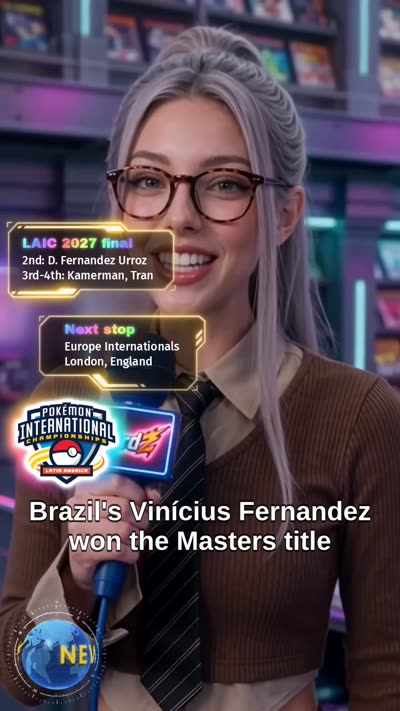 LAIC 2027 final
2nd: D. Fernandez Urroz
3rd-4th: Kamerman, Tran
Next stop
Europe Internationals
London, England
POKÉMON
INTERNATIONAL
CHAMPIONSHIPS
LATIN AMERICA
Brazil's Vinícius Fernandez
won the Masters title